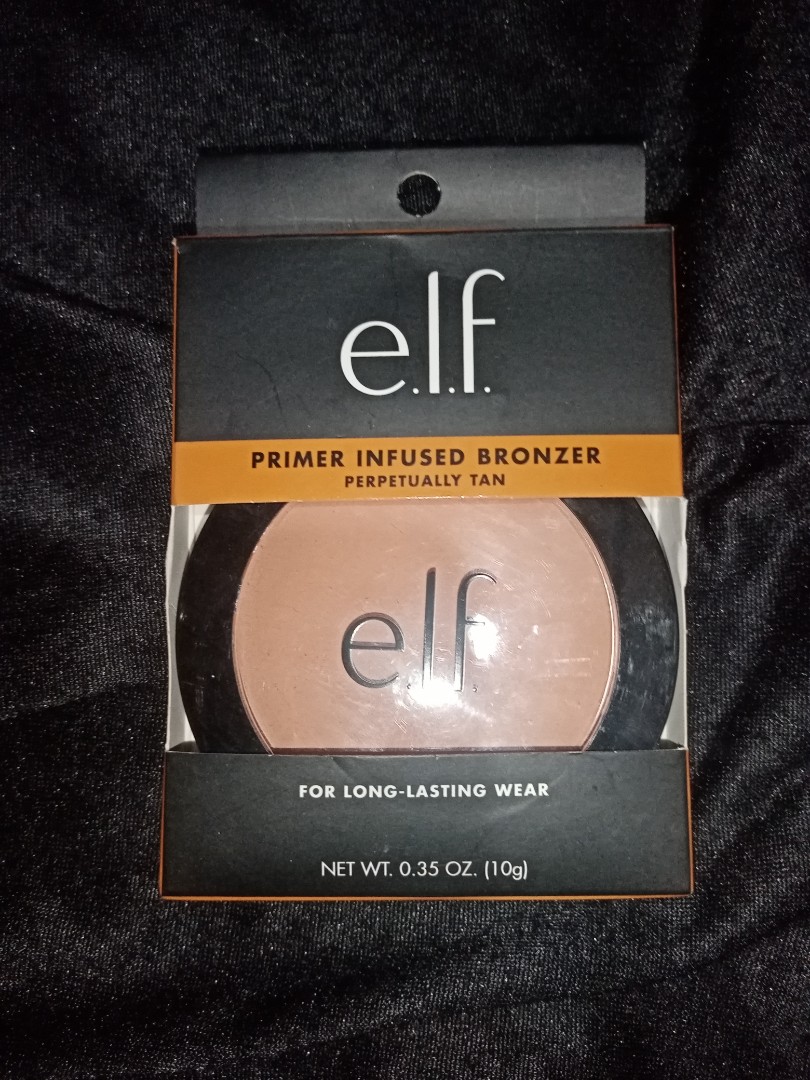 e.l.f.
PRIMER INFUSED BRONZER
PERPETUALLY TAN
e.l.f.
FOR LONG-LASTING WEAR
NET WT. 0.35 OZ. (10g)